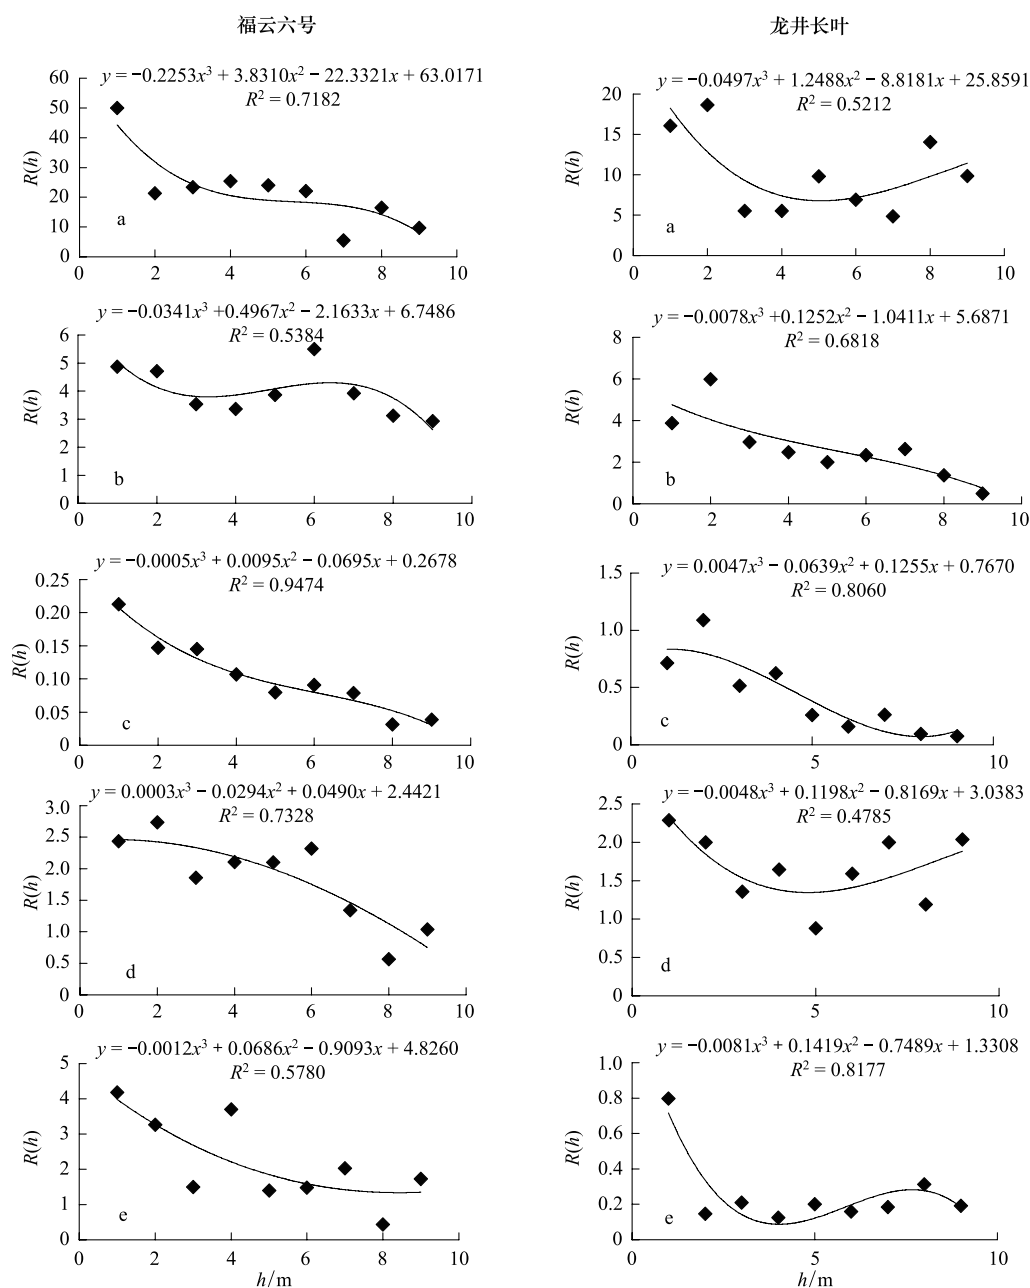 福云六号
龙井长叶
y = −0.2253x³ + 3.8310x² − 22.3321x + 63.0171
R² = 0.7182
60
50
40
30
20
10
0
R(h)
a
0 2 4 6 8 10
y = −0.0497x³ + 1.2488x² − 8.8181x + 25.8591
R² = 0.5212
20
15
10
5
0
R(h)
a
0 2 4 6 8 10
y = −0.0341x³ +0.4967x² − 2.1633x + 6.7486
R² = 0.5384
6
5
4
3
2
1
0
R(h)
b
0 2 4 6 8 10
y = −0.0078x³ +0.1252x² − 1.0411x + 5.6871
R² = 0.6818
8
6
4
2
0
R(h)
b
0 2 4 6 8 10
y = −0.0005x³ + 0.0095x² − 0.0695x + 0.2678
R² = 0.9474
0.25
0.20
0.15
0.10
0.05
0
R(h)
c
0 2 4 6 8 10
y = 0.0047x³ − 0.0639x² + 0.1255x + 0.7670
R² = 0.8060
1.5
1.0
0.5
0
R(h)
c
0 5 10
y = 0.0003x³ − 0.0294x² + 0.0490x + 2.4421
R² = 0.7328
3.0
2.5
2.0
1.5
1.0
0.5
0
R(h)
d
0 2 4 6 8 10
y = −0.0048x³ + 0.1198x² − 0.8169x + 3.0383
R² = 0.4785
2.5
2.0
1.5
1.0
0.5
0
R(h)
d
0 5 10
y = −0.0012x³ + 0.0686x² − 0.9093x + 4.8260
R² = 0.5780
5
4
3
2
1
0
R(h)
e
0 2 4 6 8 10
h/m
y = −0.0081x³ + 0.1419x² − 0.7489x + 1.3308
R² = 0.8177
1.0
0.8
0.6
0.4
0.2
0
R(h)
e
0 5 10
h/m